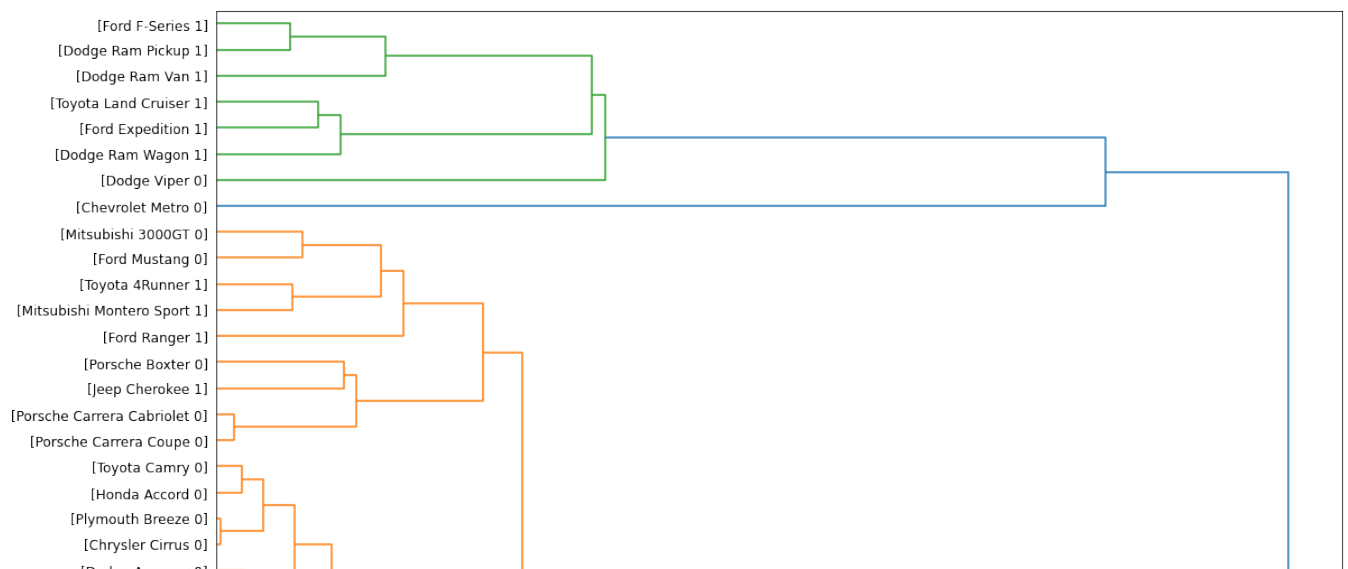 [Ford F-Series 1]
[Dodge Ram Pickup 1]
[Dodge Ram Van 1]
[Toyota Land Cruiser 1]
[Ford Expedition 1]
[Dodge Ram Wagon 1]
[Dodge Viper 0]
[Chevrolet Metro 0]
[Mitsubishi 3000GT 0]
[Ford Mustang 0]
[Toyota 4Runner 1]
[Mitsubishi Montero Sport 1]
[Ford Ranger 1]
[Porsche Boxter 0]
[Jeep Cherokee 1]
[Porsche Carrera Cabriolet 0]
[Porsche Carrera Coupe 0]
[Toyota Camry 0]
[Honda Accord 0]
[Plymouth Breeze 0]
[Chrysler Cirrus 0]